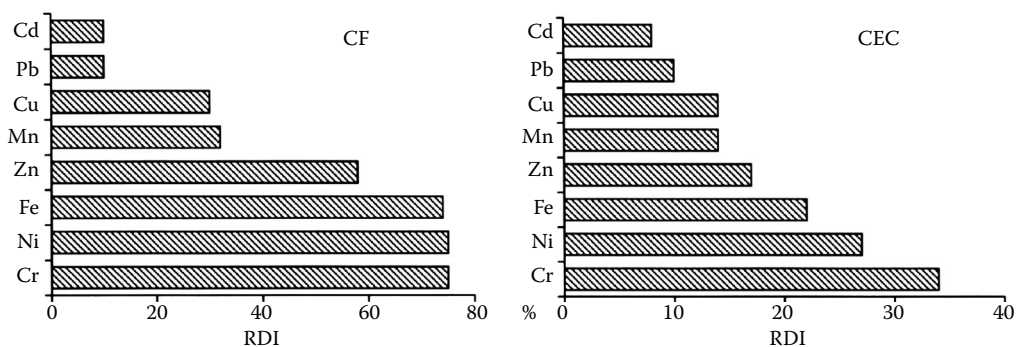 CF
Cd
Pb
Cu
Mn
Zn
Fe
Ni
Cr
0 20 40 60 80
RDI
CEC
Cd
Pb
Cu
Mn
Zn
Fe
Ni
Cr
% 0 10 20 30 40
RDI